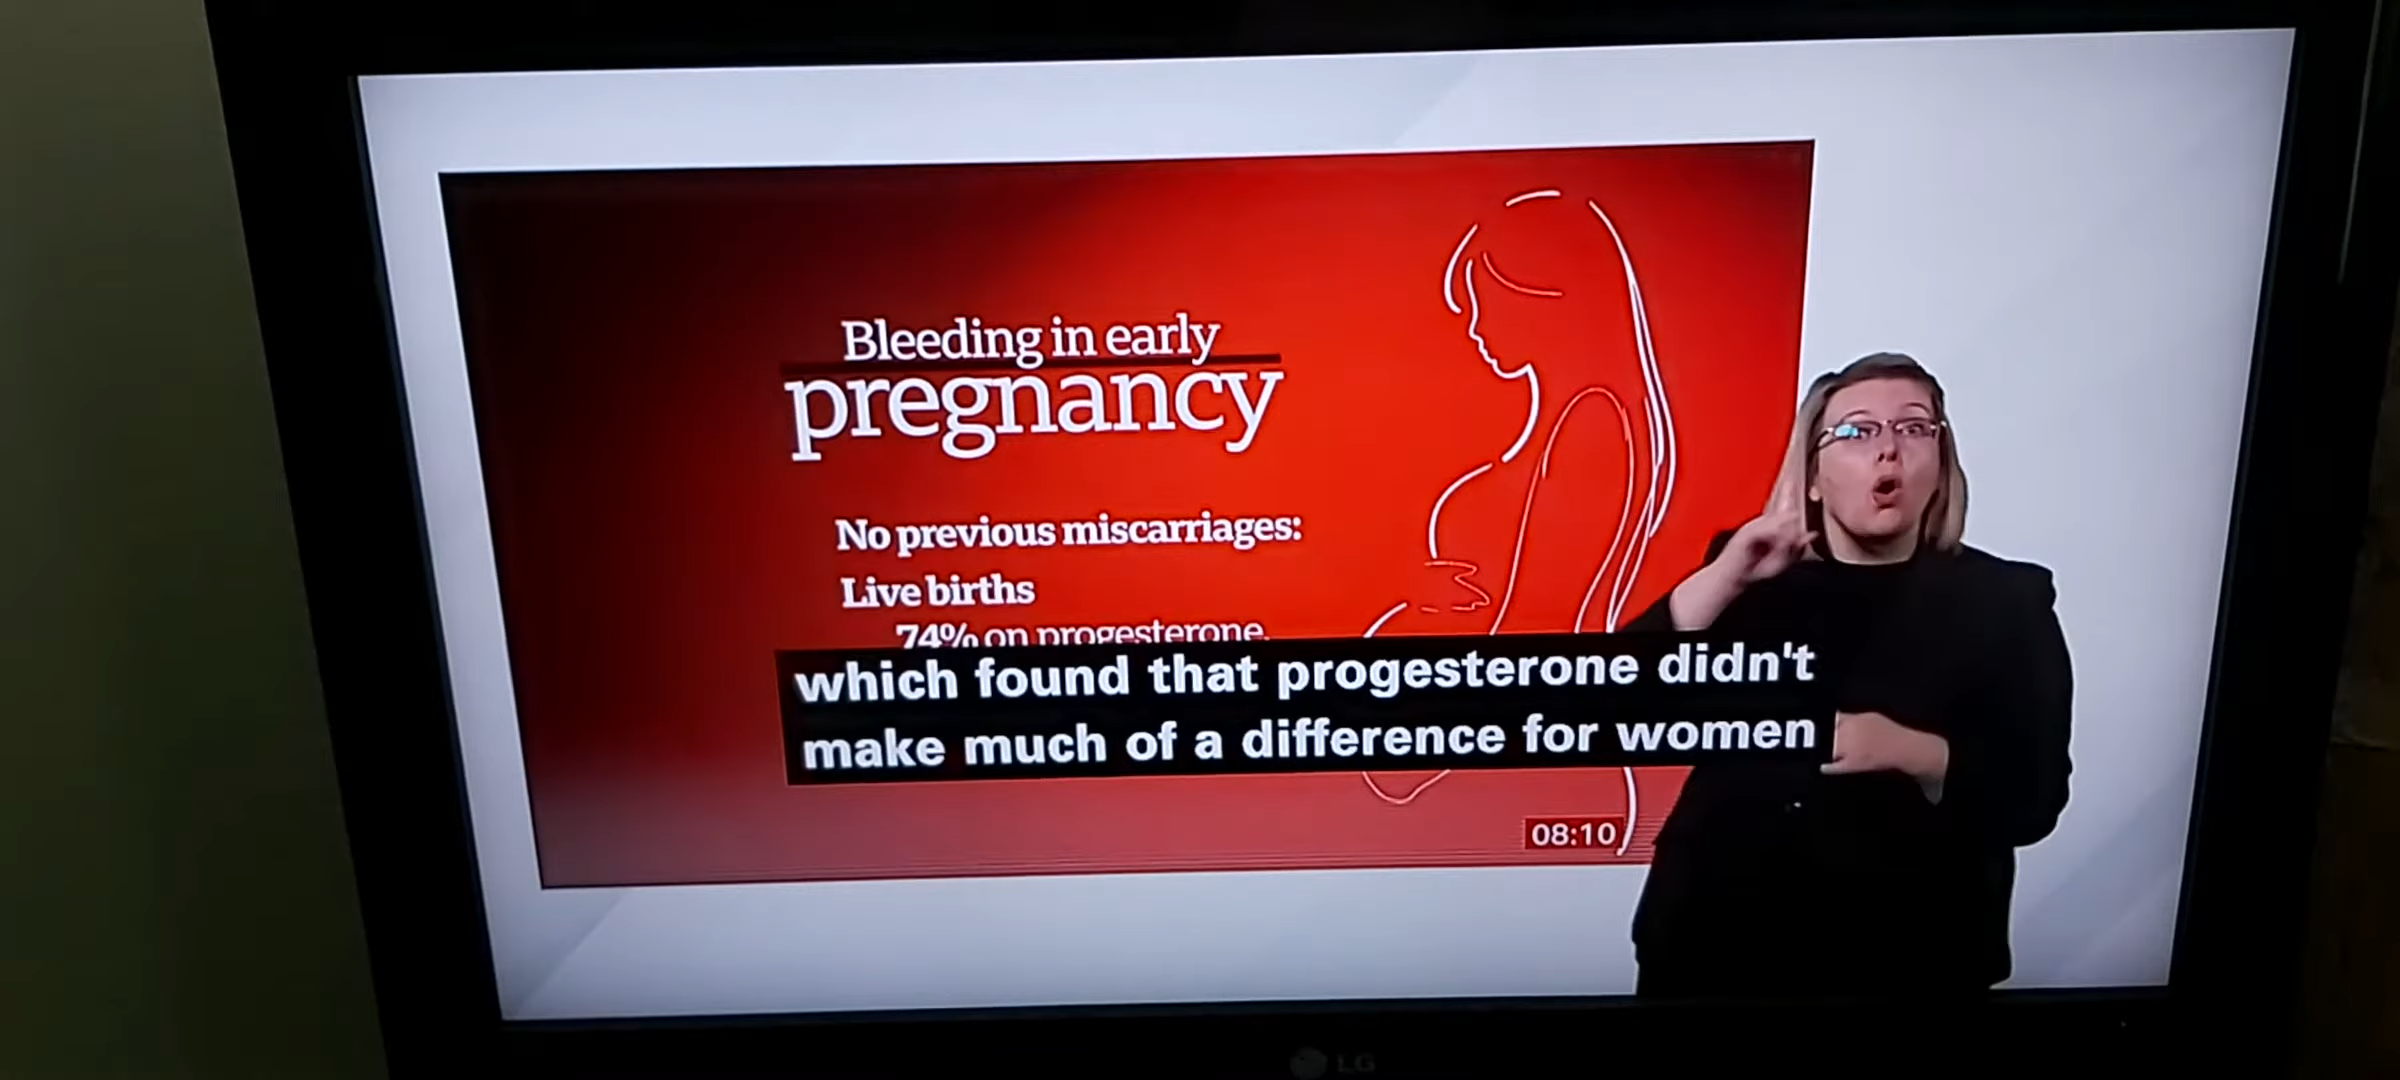 Bleeding in early
pregnancy
No previous miscarriages:
Live births
74% on progesterone,
which found that progesterone didn't
make much of a difference for women
08:10
LG